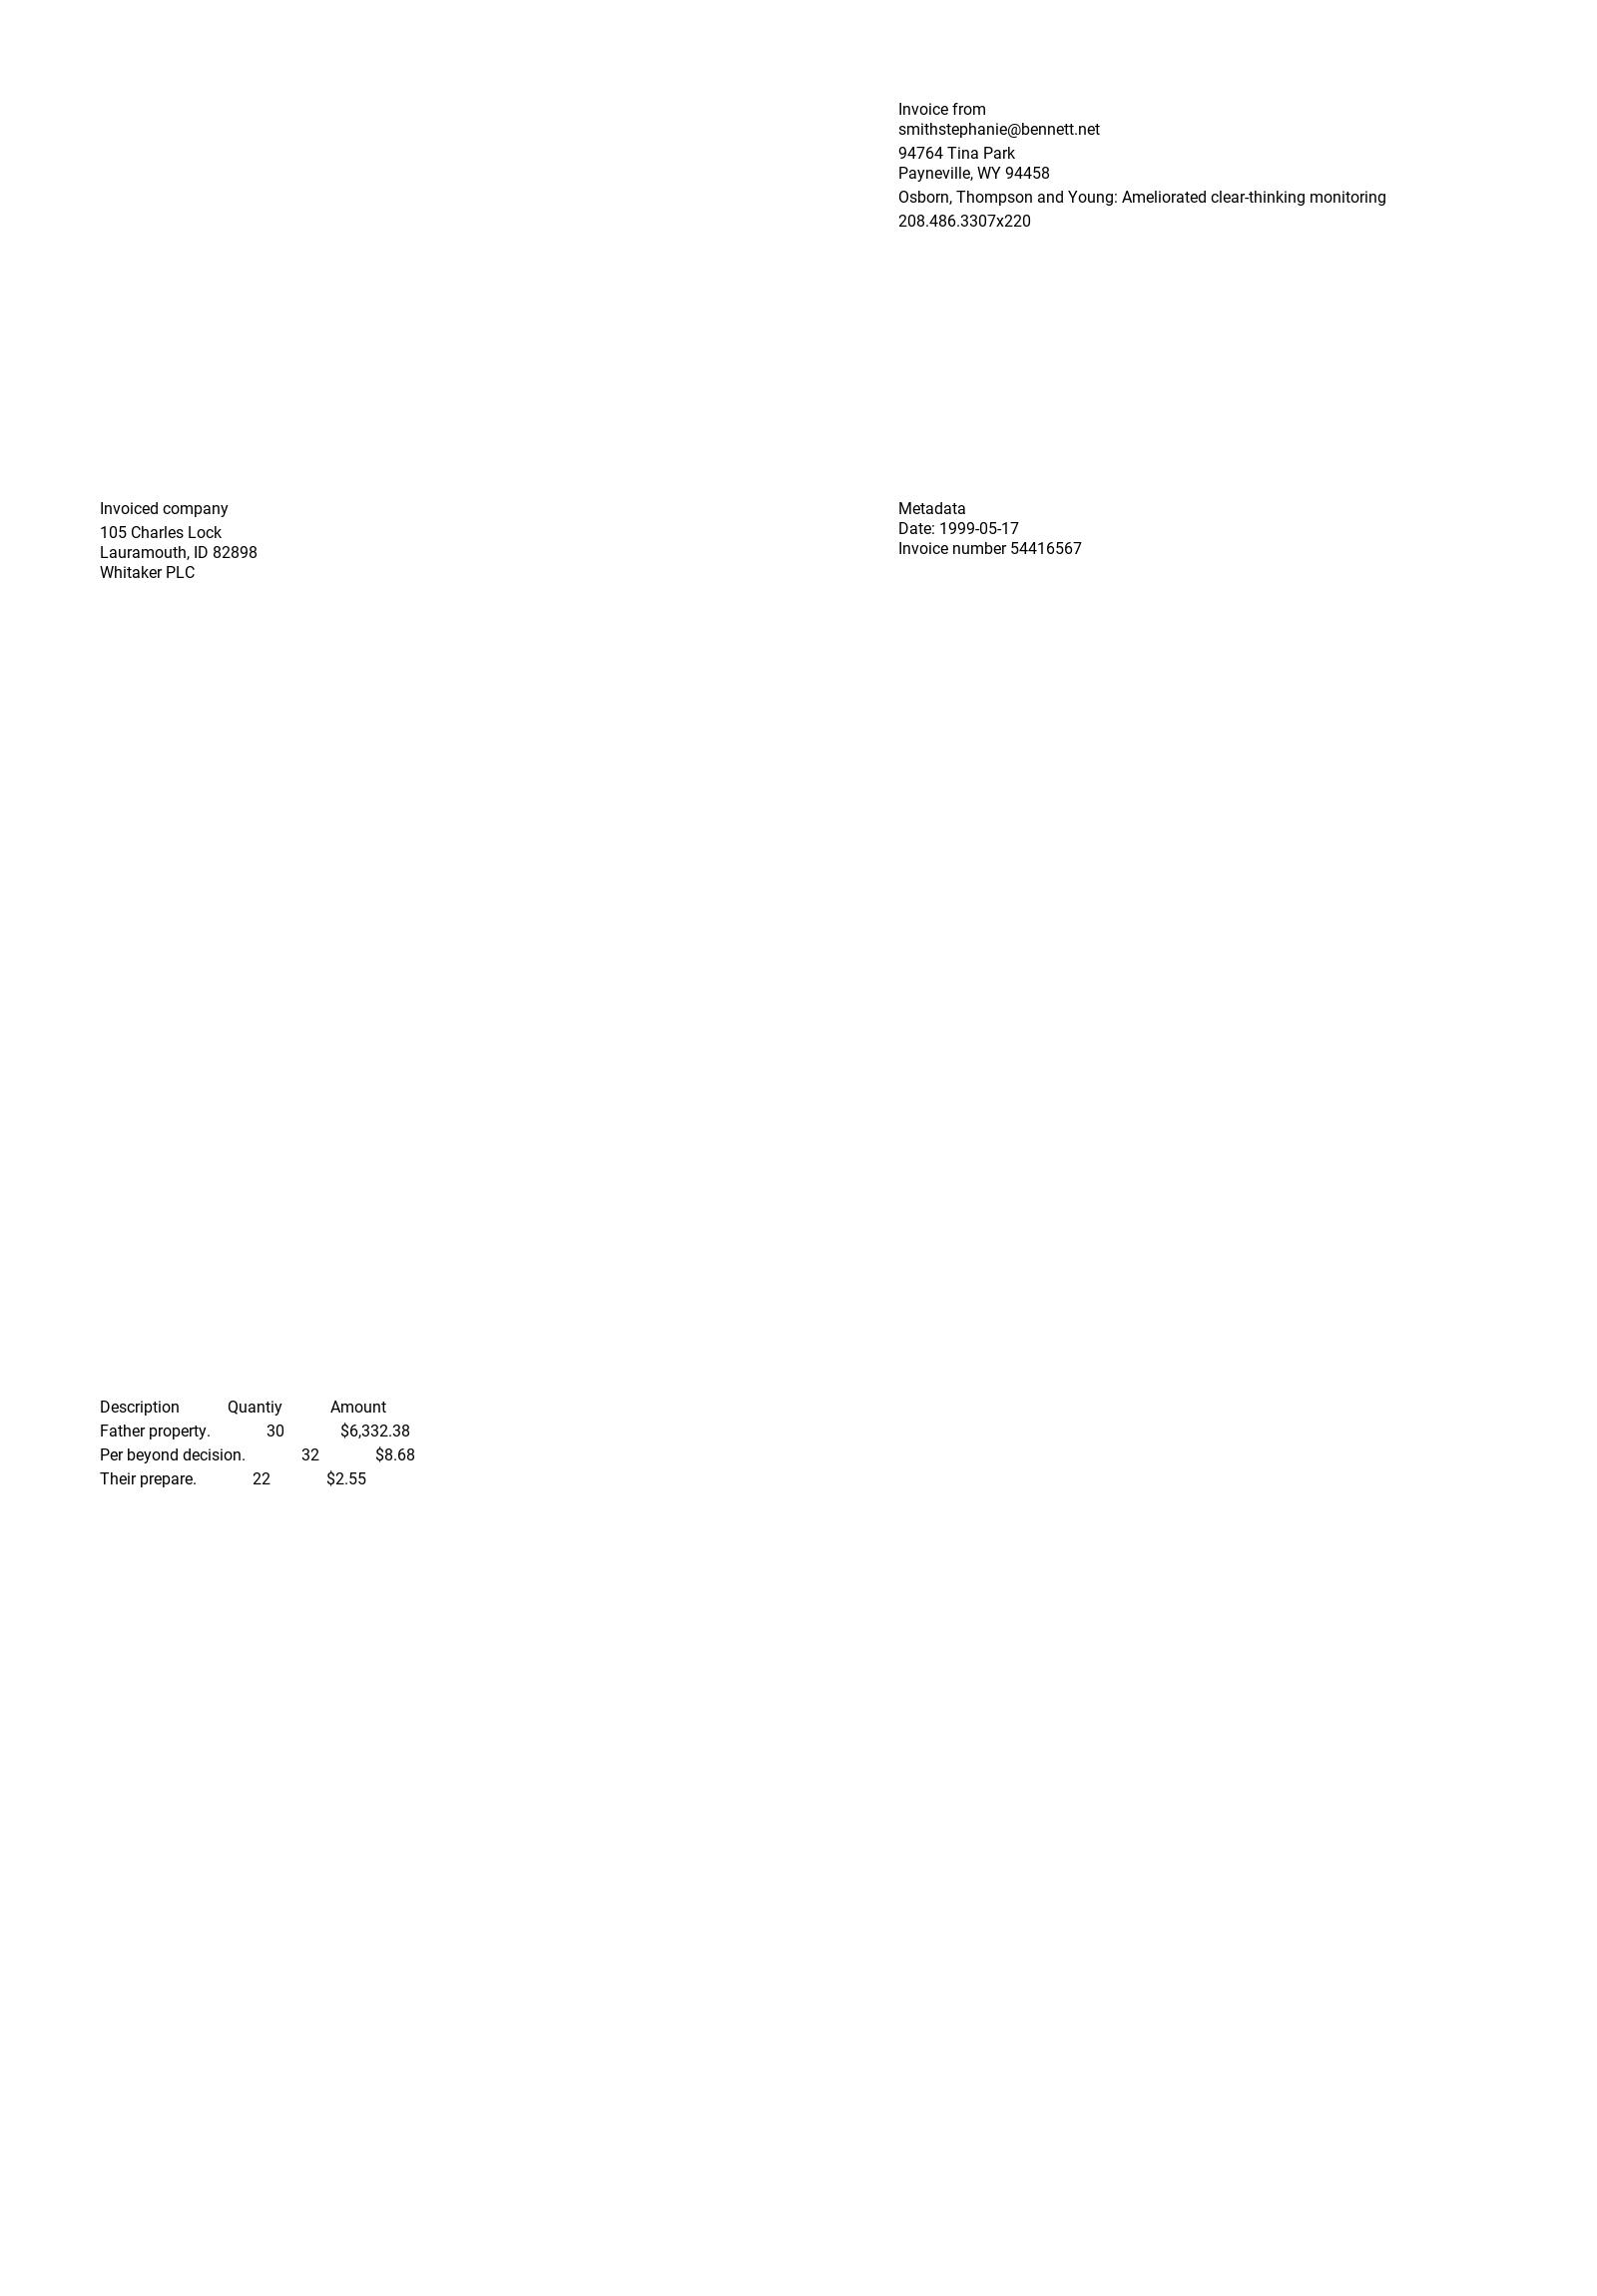 Invoice from
smithstephanie@bennett.net
94764 Tina Park
Payneville, WY 94458
Osborn, Thompson and Young: Ameliorated clear-thinking monitoring
208.486.3307x220
Invoiced company
105 Charles Lock
Lauramouth, ID 82898
Whitaker PLC
Metadata
Date: 1999-05-17
Invoice number 54416567
Description Quantiy Amount
Father property. 30 $6,332.38
Per beyond decision. 32 $8.68
Their prepare. 22 $2.55